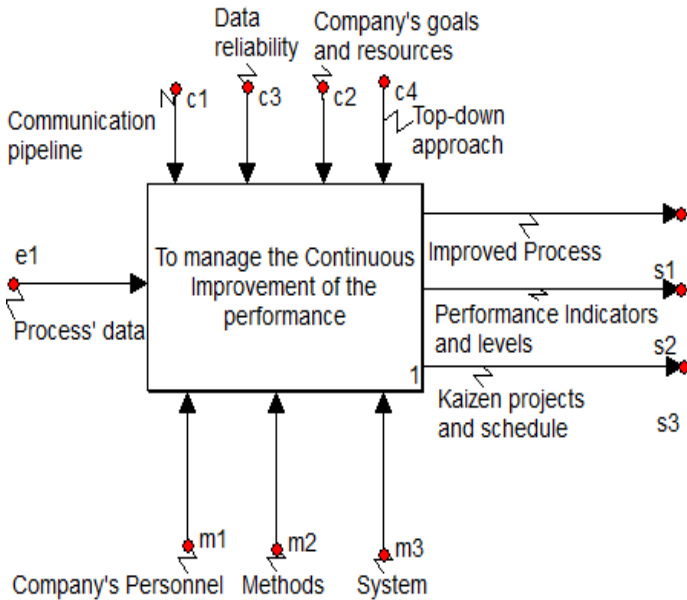 Data
reliability
Company's goals
and resources
c1
c3
c2
c4
Communication
pipeline
Top-down
approach
e1
Process' data
To manage the Continuous
Improvement of the
performance
1
Improved Process
s1
Performance Indicators
and levels
s2
Kaizen projects
and schedule
s3
m1
m2
m3
Company's Personnel
Methods
System